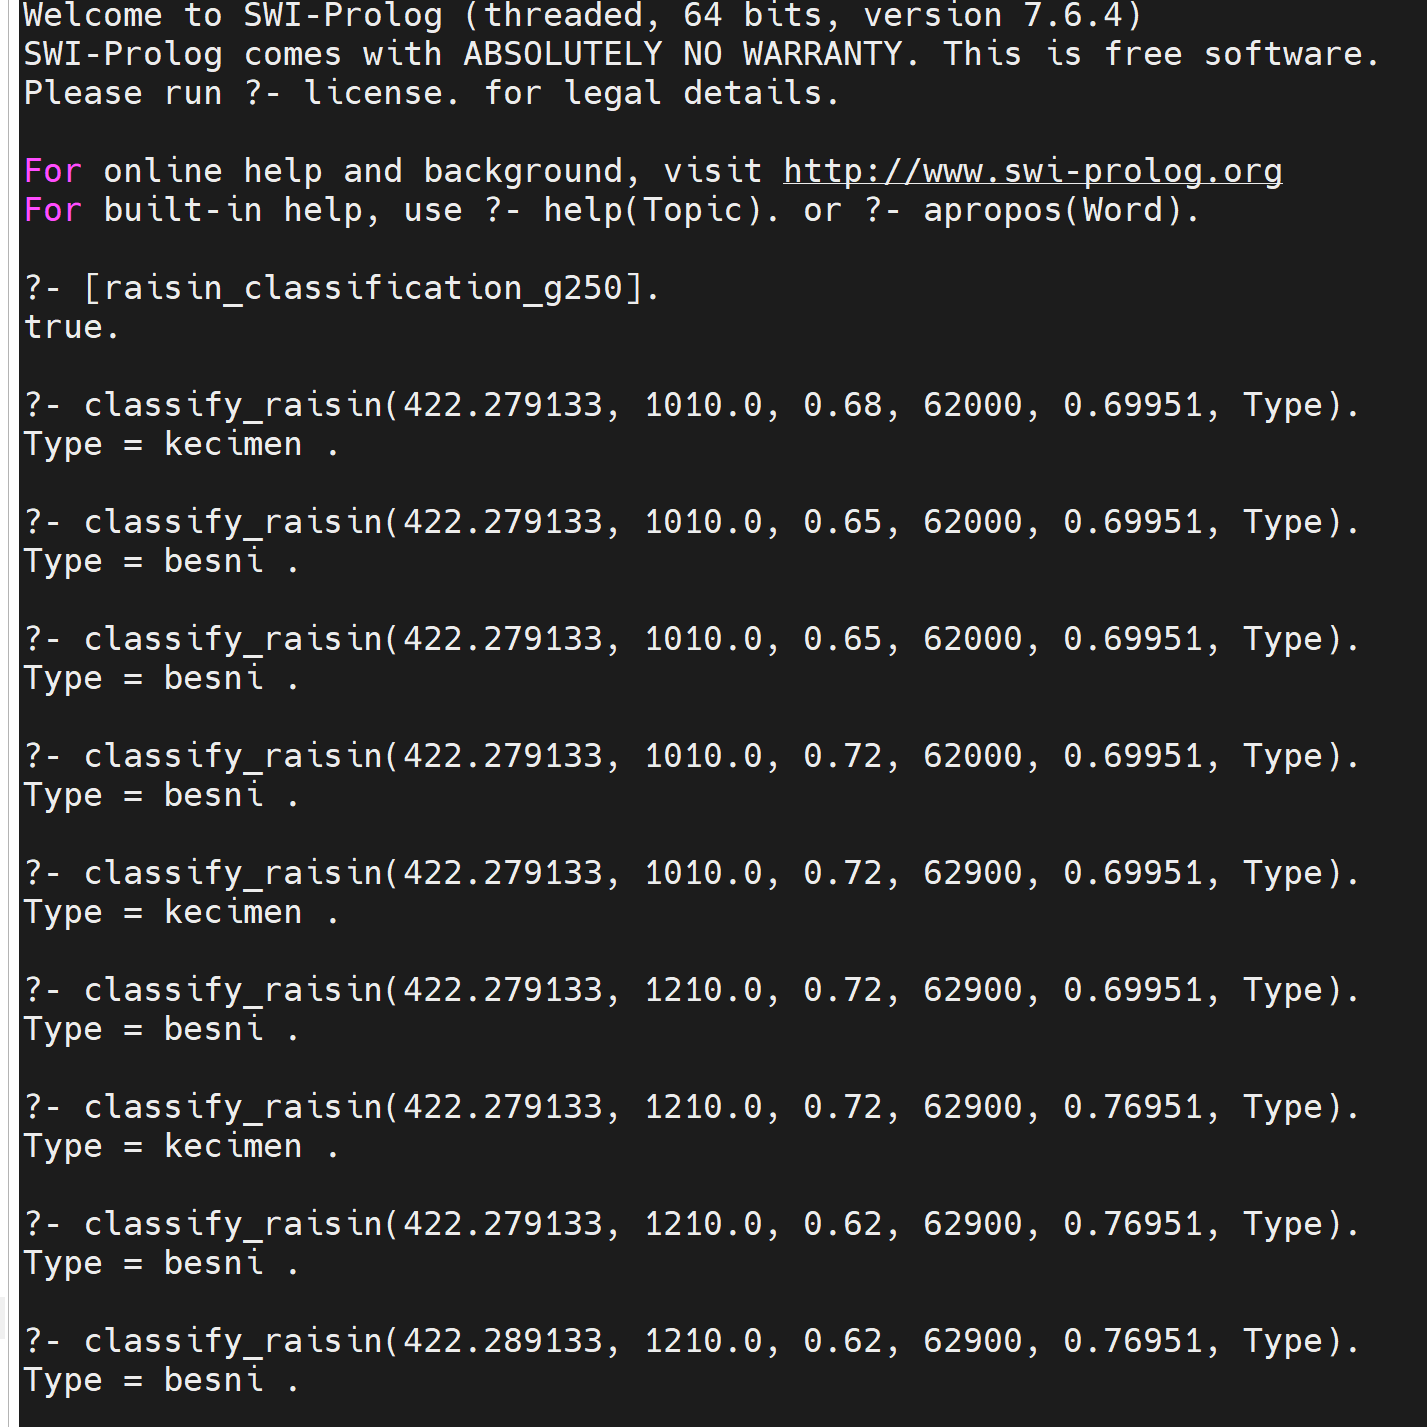 Welcome to SWI-Prolog (threaded, 64 bits, version 7.6.4)
SWI-Prolog comes with ABSOLUTELY NO WARRANTY. This is free software.
Please run ?- license. for legal details.
For online help and background, visit http://www.swi-prolog.org
For built-in help, use ?- help(Topic). or ?- apropos(Word).
?- [raisin_classification_g250].
true.
?- classify_raisin(422.279133, 1010.0, 0.68, 62000, 0.69951, Type).
Type = kecimen .
?- classify_raisin(422.279133, 1010.0, 0.65, 62000, 0.69951, Type).
Type = besni .
?- classify_raisin(422.279133, 1010.0, 0.65, 62000, 0.69951, Type).
Type = besni .
?- classify_raisin(422.279133, 1010.0, 0.72, 62000, 0.69951, Type).
Type = besni .
?- classify_raisin(422.279133, 1010.0, 0.72, 62900, 0.69951, Type).
Type = kecimen .
?- classify_raisin(422.279133, 1210.0, 0.72, 62900, 0.69951, Type).
Type = besni .
?- classify_raisin(422.279133, 1210.0, 0.72, 62900, 0.76951, Type).
Type = kecimen .
?- classify_raisin(422.279133, 1210.0, 0.62, 62900, 0.76951, Type).
Type = besni .
?- classify_raisin(422.289133, 1210.0, 0.62, 62900, 0.76951, Type).
Type = besni .